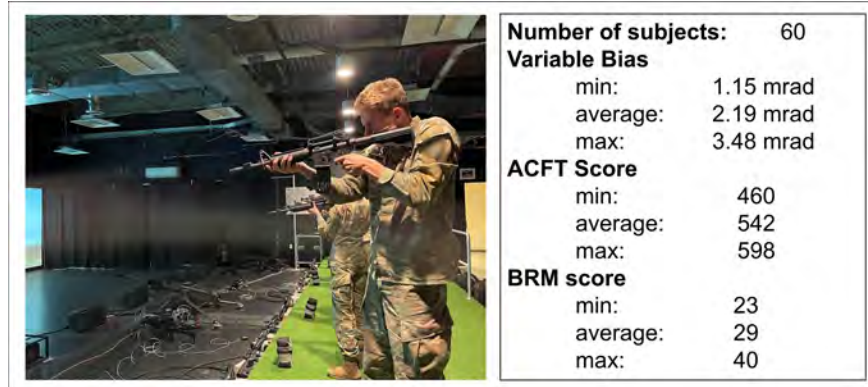 Number of subjects: 60
Variable Bias
min: 1.15 mrad
average: 2.19 mrad
max: 3.48 mrad
ACFT Score
min: 460
average: 542
max: 598
BRM score
min: 23
average: 29
max: 40